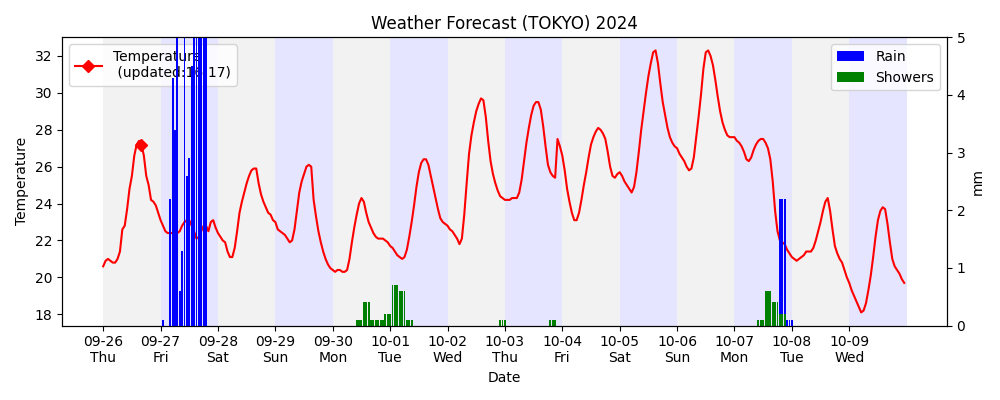 Weather Forecast (TOKYO) 2024
Temperature
(updated:16:17)
Rain
Showers
Temperature
32
30
28
26
24
22
20
18
5
4
3
2
1
0
mm
09-26 09-27 09-28 09-29 09-30 10-01 10-02 10-03 10-04 10-05 10-06 10-07 10-08 10-09
Thu Fri Sat Sun Mon Tue Wed Thu Fri Sat Sun Mon Tue Wed
Date